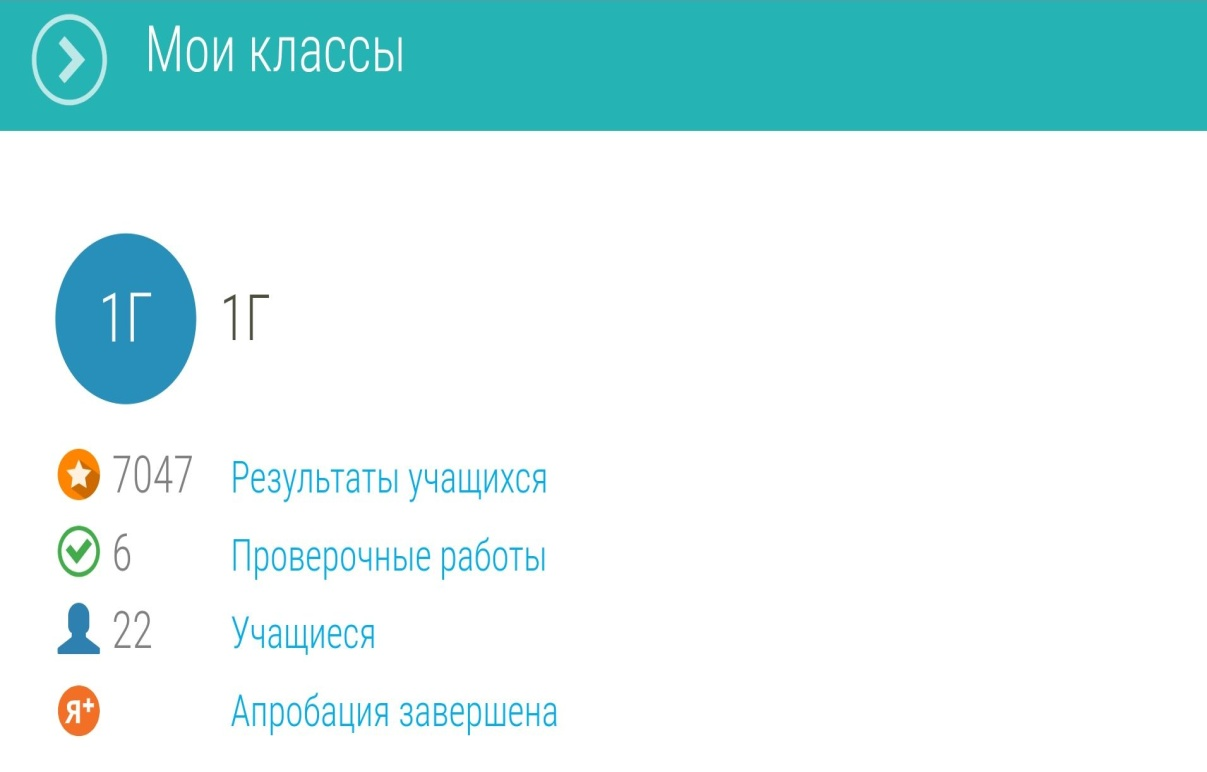 Мои классы
1Г 1Г
7047 Результаты учащихся
6 Проверочные работы
22 Учащиеся
Я+ Апробация завершена